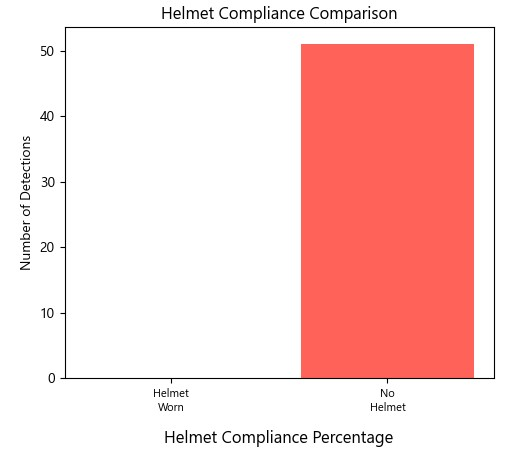 Helmet Compliance Comparison
Number of Detections
50
40
30
20
10
0
Helmet
Worn
No
Helmet
Helmet Compliance Percentage